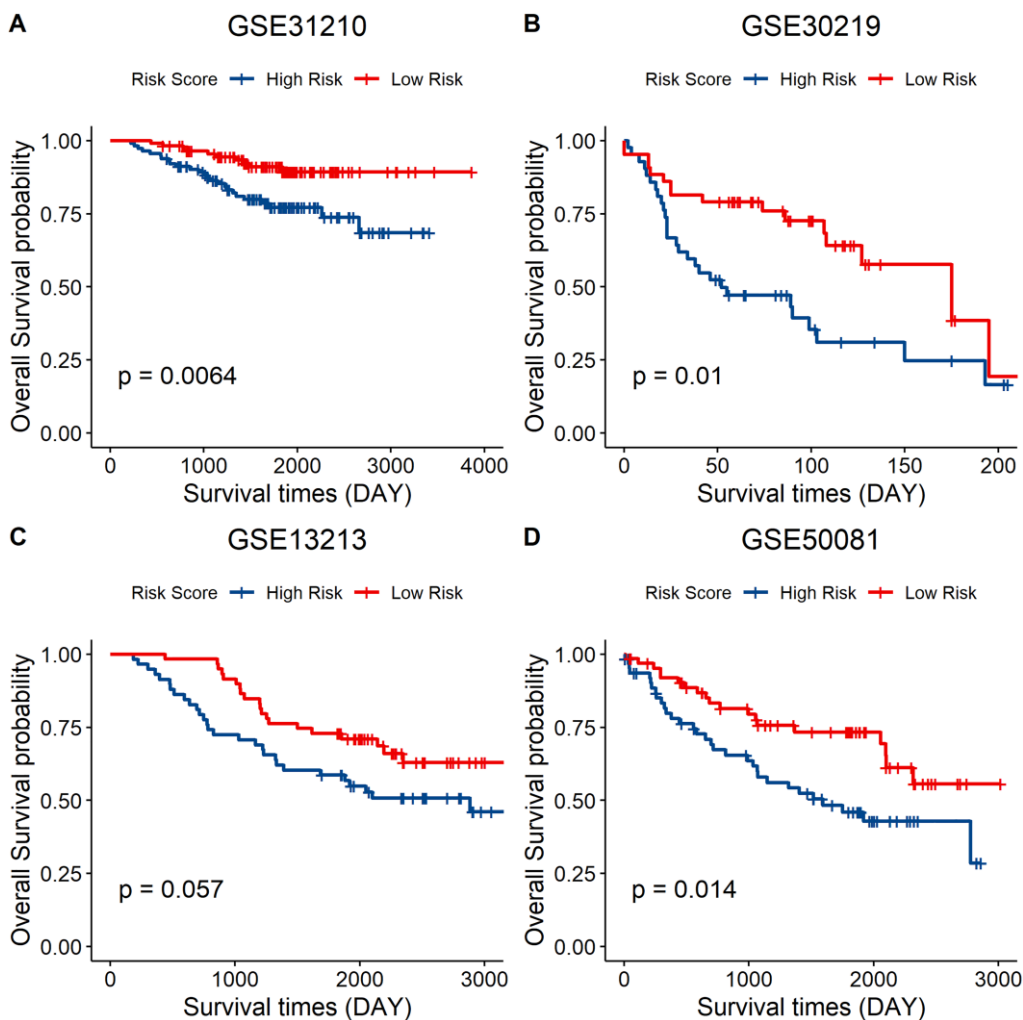 A GSE31210
Risk Score High Risk Low Risk
Overall Survival probability
1.00
0.75
0.50
0.25
0.00
p = 0.0064
0 1000 2000 3000 4000
Survival times (DAY)
B GSE30219
Risk Score High Risk Low Risk
Overall Survival probability
1.00
0.75
0.50
0.25
0.00
p = 0.01
0 50 100 150 200
Survival times (DAY)
C GSE13213
Risk Score High Risk Low Risk
Overall Survival probability
1.00
0.75
0.50
0.25
0.00
p = 0.057
0 1000 2000 3000
Survival times (DAY)
D GSE50081
Risk Score High Risk Low Risk
Overall Survival probability
1.00
0.75
0.50
0.25
0.00
p = 0.014
0 1000 2000 3000
Survival times (DAY)